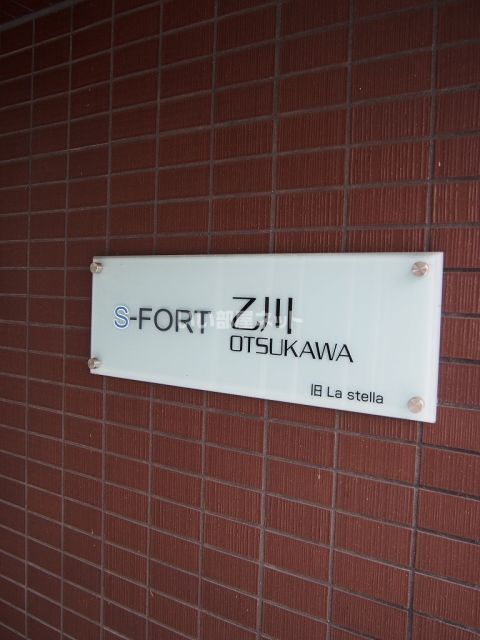 S-FORT 乙川
OTSUKAWA
旧 La stella